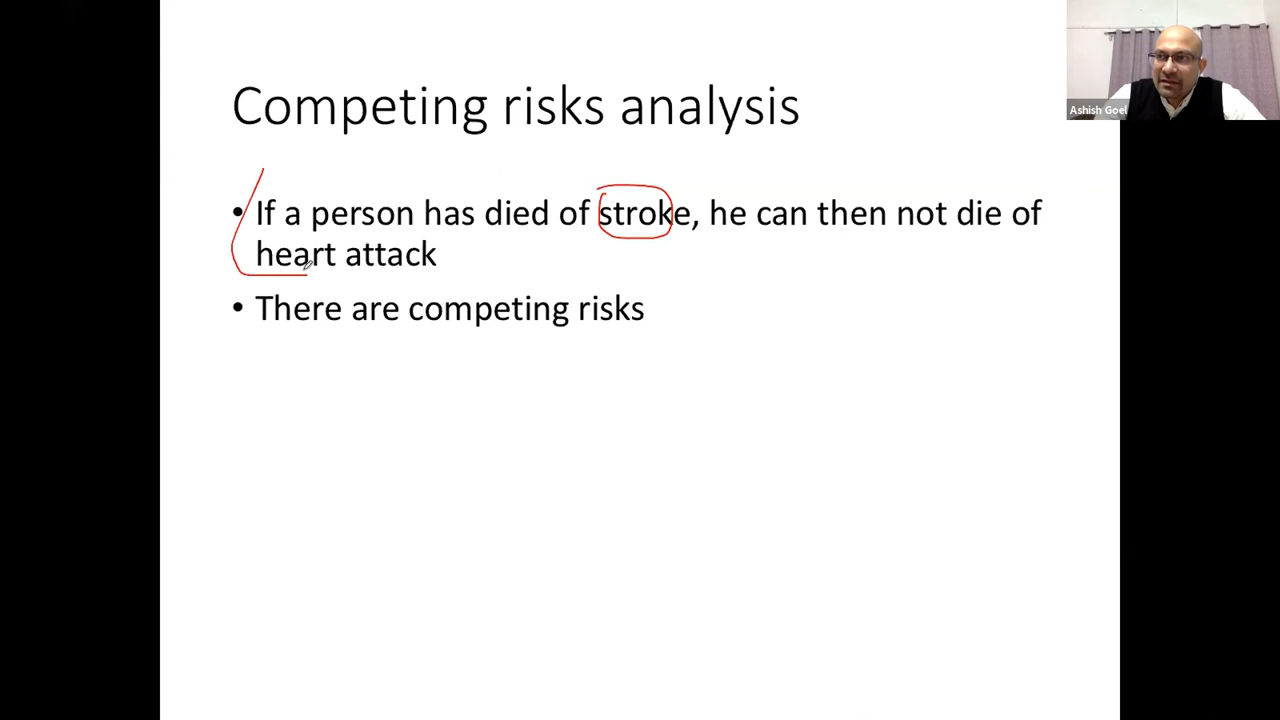 Competing risks analysis
Ashish Goel
• If a person has died of stroke, he can then not die of
heart attack
• There are competing risks